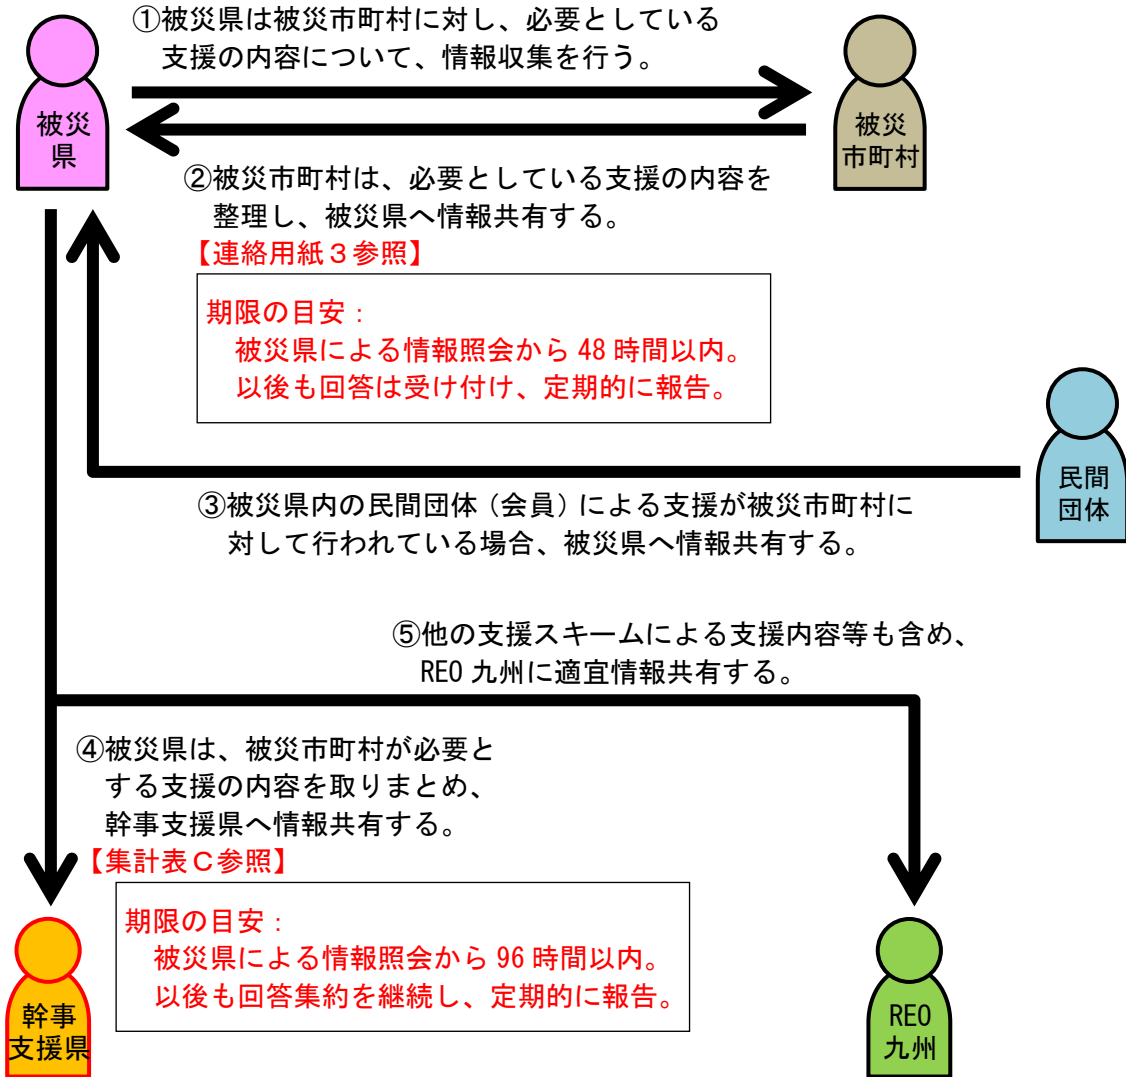 ①被災県は被災市町村に対し、必要としている
支援の内容について、情報収集を行う。
被災
県
被災
市町村
②被災市町村は、必要としている支援の内容を
整理し、被災県へ情報共有する。
【連絡用紙３参照】
期限の目安：
被災県による情報照会から 48 時間以内。
以後も回答は受け付け、定期的に報告。
民間
団体
③被災県内の民間団体（会員）による支援が被災市町村に
対して行われている場合、被災県へ情報共有する。
⑤他の支援スキームによる支援内容等も含め、
REO 九州に適宜情報共有する。
④被災県は、被災市町村が必要と
する支援の内容を取りまとめ、
幹事支援県へ情報共有する。
【集計表Ｃ参照】
期限の目安：
被災県による情報照会から 96 時間以内。
以後も回答集約を継続し、定期的に報告。
幹事
支援県
REO
九州